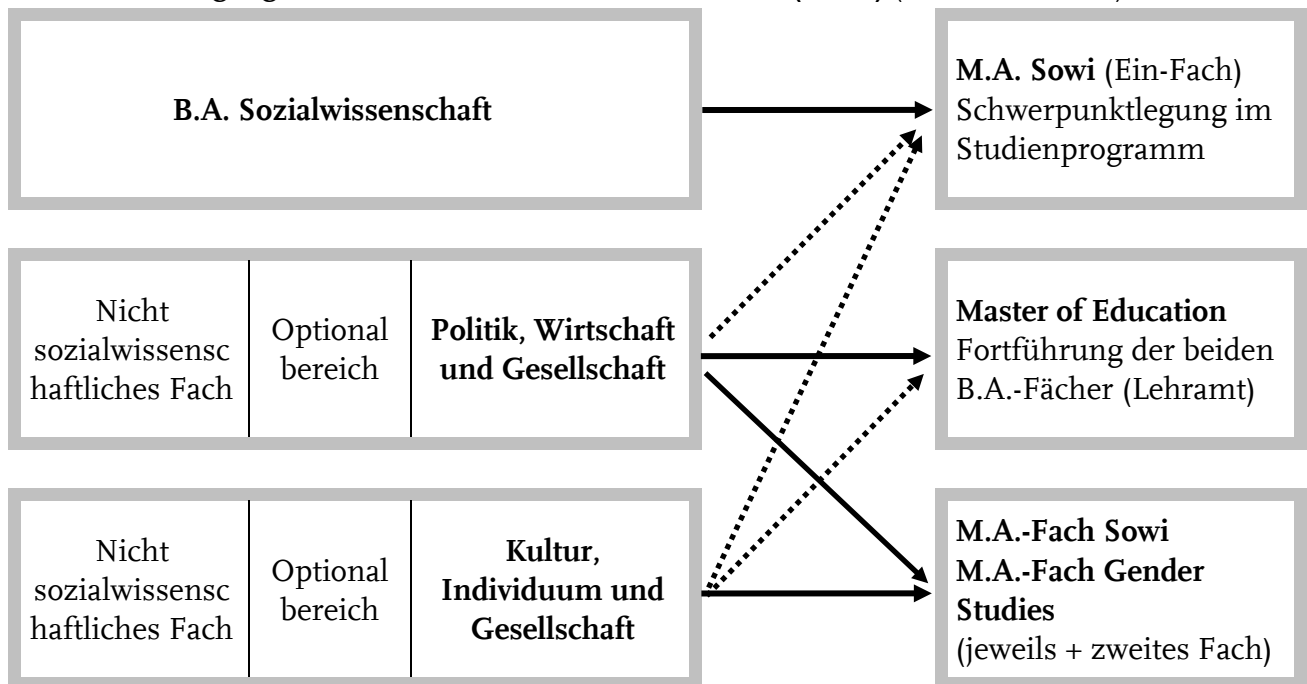 B.A. Sozialwissenschaft
M.A. Sowi (Ein-Fach)
Schwerpunktlegung im
Studienprogramm
Nicht
sozialwissensc
haftliches Fach
Optional
bereich
Politik, Wirtschaft
und Gesellschaft
Master of Education
Fortführung der beiden
B.A.-Fächer (Lehramt)
Nicht
sozialwissensc
haftliches Fach
Optional
bereich
Kultur,
Individuum und
Gesellschaft
M.A.-Fach Sowi
M.A.-Fach Gender
Studies
(jeweils + zweites Fach)